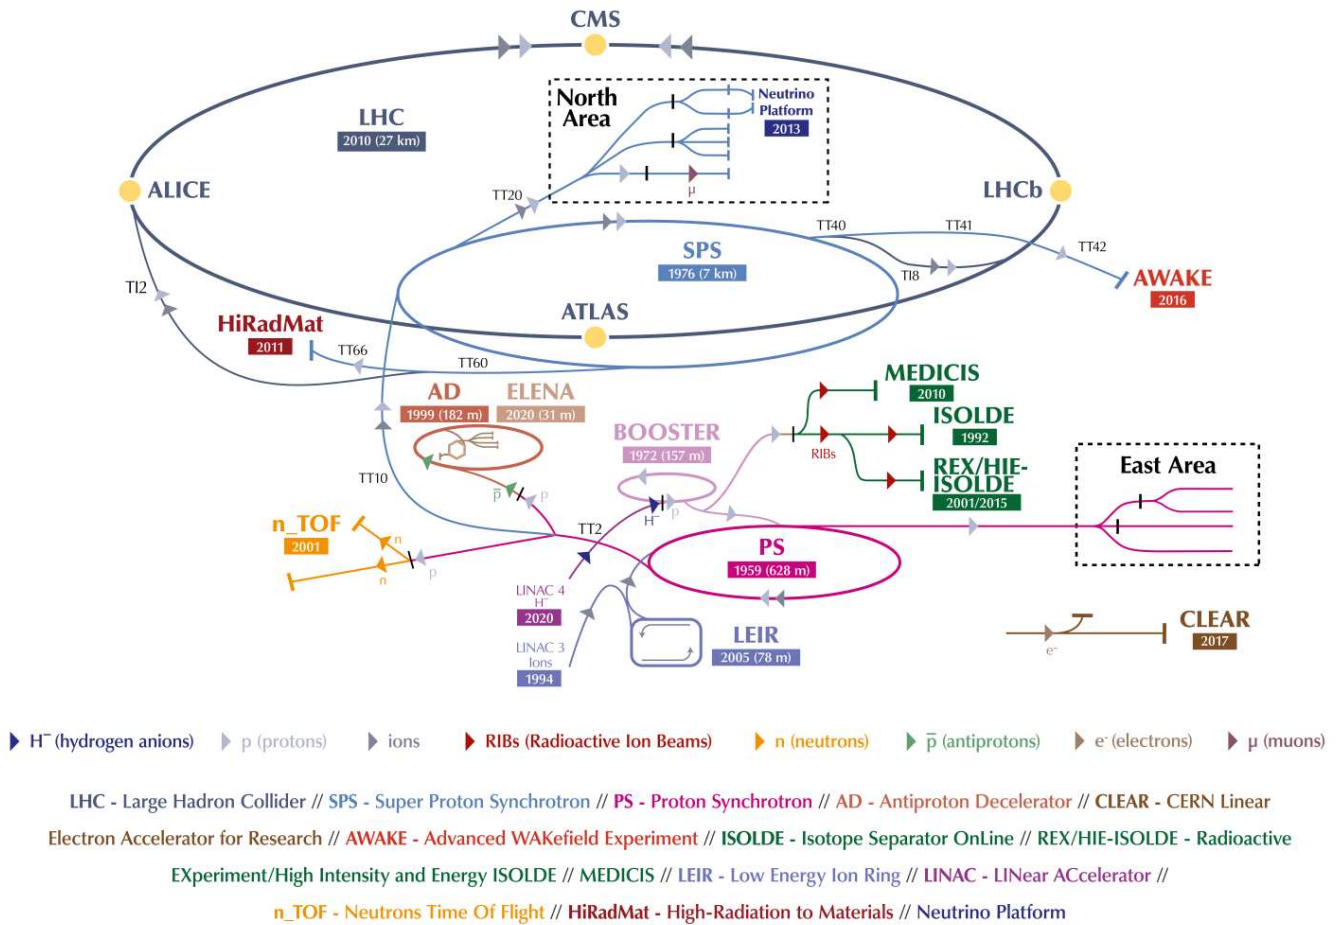 CMS
North
Area
Neutrino
Platform
2013
LHC
2010 (27 km)
ALICE
LHCb
TT20
μ
TT40
TT41
TT42
SPS
1976 (7 km)
TI8
AWAKE
2016
TI2
ATLAS
HiRadMat
2011
TT66
TT60
MEDICIS
2010
AD
1999 (182 m)
ELENA
2020 (31 m)
ISOLDE
1992
BOOSTER
1972 (157 m)
RIBs
REX/HIE-
ISOLDE
2001/2015
East Area
TT10
p̅
p
H⁻
p
n_TOF
2001
n
n
p
TT2
PS
1959 (628 m)
LINAC 4
H⁻
2020
LINAC 3
Ions
1994
LEIR
2005 (78 m)
CLEAR
2017
e⁻
H⁻ (hydrogen anions)
p (protons)
ions
RIBs (Radioactive Ion Beams)
n (neutrons)
p̅ (antiprotons)
e⁻ (electrons)
μ (muons)
LHC - Large Hadron Collider // SPS - Super Proton Synchrotron // PS - Proton Synchrotron // AD - Antiproton Decelerator // CLEAR - CERN Linear
Electron Accelerator for Research // AWAKE - Advanced WAKefield Experiment // ISOLDE - Isotope Separator OnLine // REX/HIE-ISOLDE - Radioactive
EXperiment/High Intensity and Energy ISOLDE // MEDICIS // LEIR - Low Energy Ion Ring // LINAC - LINear ACcelerator //
n_TOF - Neutrons Time Of Flight // HiRadMat - High-Radiation to Materials // Neutrino Platform